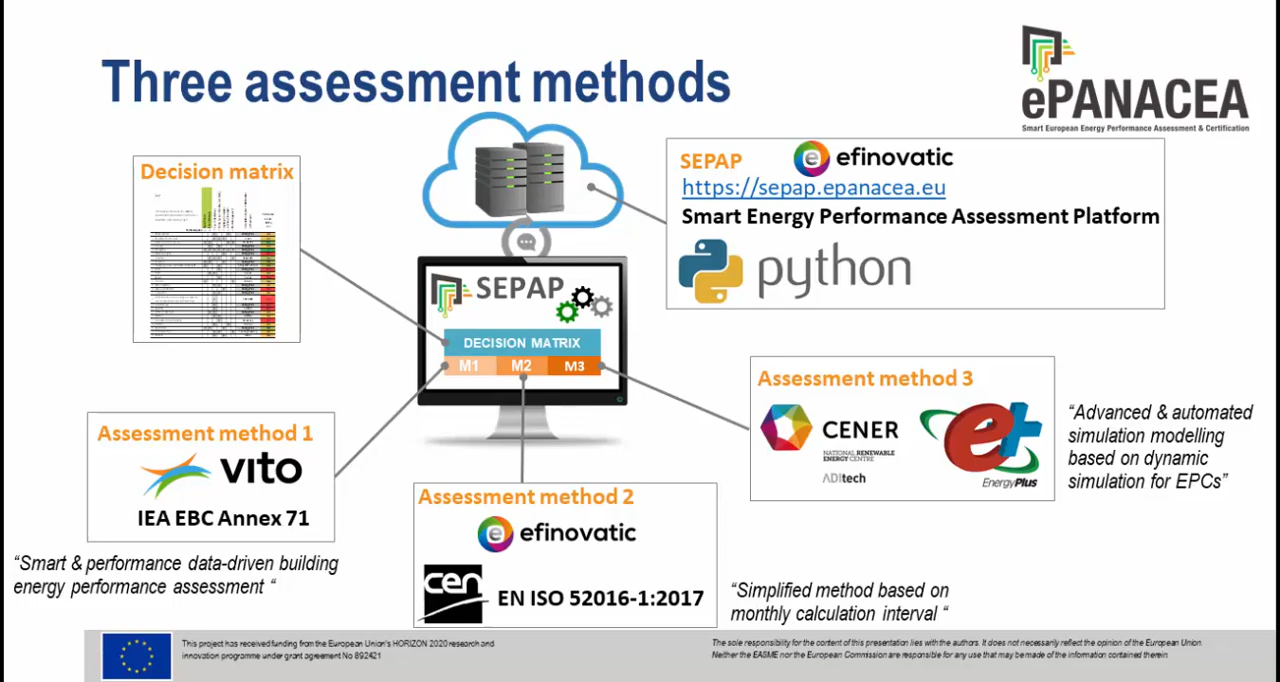 Three assessment methods
ePANACEA
Smart European Energy Performance Assessment & Certification
Decision matrix
SEPAP
efinovatic
https://sepap.epanacea.eu
Smart Energy Performance Assessment Platform
python
SEPAP
DECISION MATRIX
M1 M2 M3
Assessment method 1
vito
IEA EBC Annex 71
“Smart & performance data-driven building
energy performance assessment “
Assessment method 2
efinovatic
cen
EN ISO 52016-1:2017
“Simplified method based on
monthly calculation interval “
Assessment method 3
CENER
NATIONAL RENEWABLE
ENERGY CENTRE
ADItech
e+
EnergyPlus
“Advanced & automated
simulation modelling
based on dynamic
simulation for EPCs”
This project has received funding from the European Union's HORIZON 2020 research and
innovation programme under grant agreement No 892421
The sole responsibility for the content of this presentation lies with the authors. It does not necessarily reflect the opinion of the European Union.
Neither the EASME nor the European Commission are responsible for any use that may be made of the information contained therein.